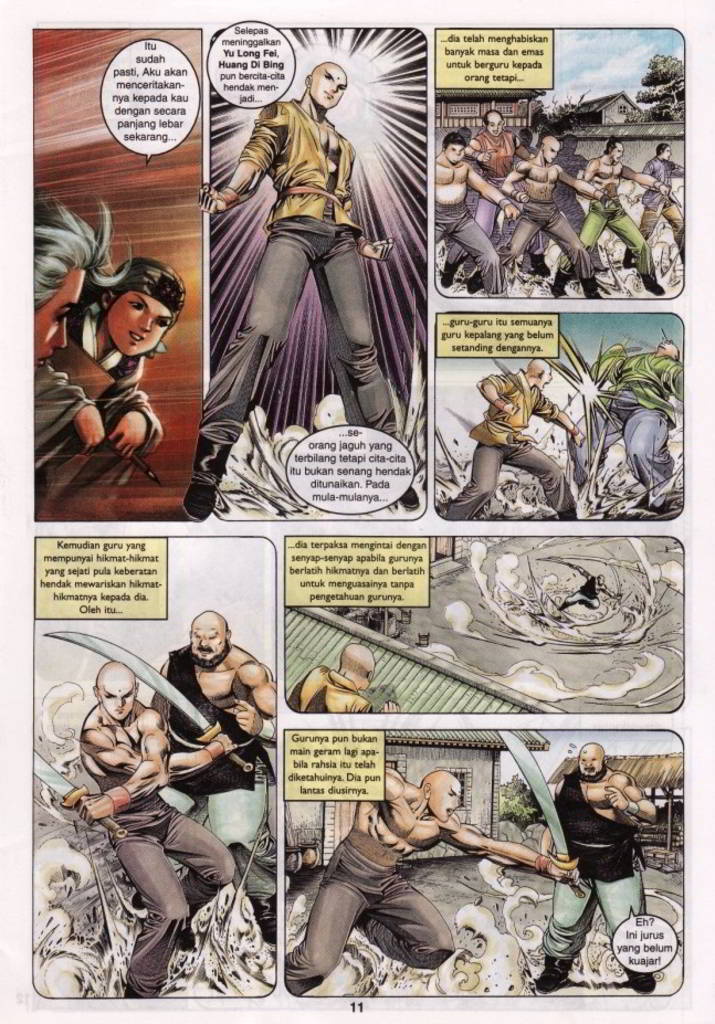 Itu
sudah
pasti, Aku akan
menceritakan-
nya kepada kau
dengan secara
panjang lebar
sekarang...
Selepas
meninggalkan
Yu Long Fei,
Huang Di Bing
pun bercita-cita
hendak men-
jadi...
...se-
orang jaguh yang
terbilang tetapi cita-cita
itu bukan senang hendak
ditunaikan. Pada
mula-mulanya...
...dia telah menghabiskan
banyak masa dan emas
untuk berguru kepada
orang tetapi...
...guru-guru itu semuanya
guru kepalang yang belum
setanding dengannya.
Kemudian guru yang
mempunyai hikmat-hikmat
yang sejati pula keberatan
hendak mewariskan hikmat-
hikmatnya kepada dia.
Oleh itu...
...dia terpaksa mengintai dengan
senyap-senyap apabila gurunya
berlatih hikmatnya dan berlatih
untuk menguasainya tanpa
pengetahuan gurunya.
Gurunya pun bukan
main geram lagi apa-
bila rahsia itu telah
diketahuinya. Dia pun
lantas diusirnya.
Eh?
Ini jurus
yang belum
kuajar!
11